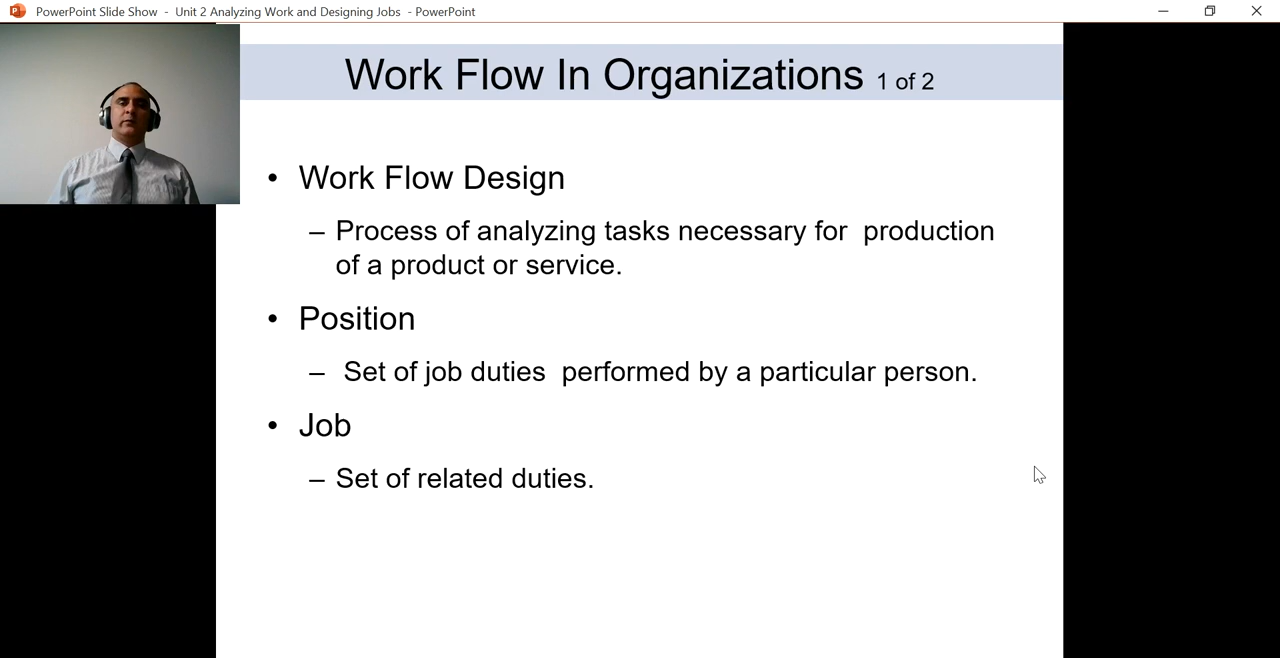 PowerPoint Slide Show - Unit 2 Analyzing Work and Designing Jobs - PowerPoint
Work Flow In Organizations 1 of 2
• Work Flow Design
– Process of analyzing tasks necessary for  production
of a product or service.
• Position
– Set of job duties  performed by a particular person.
• Job
– Set of related duties.